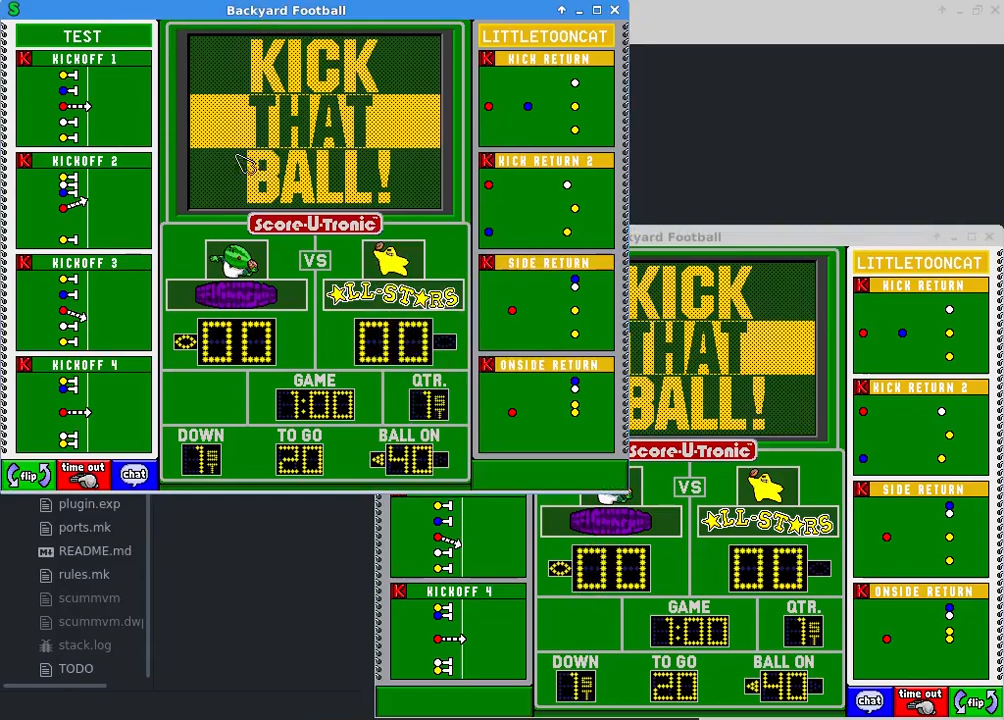 Backyard Football
TEST
KICKOFF 1
KICKOFF 2
KICKOFF 3
KICKOFF 4
flip
time out
chat
KICK
THAT
BALL!
Score-U-Tronic™
VS
ALL-STARS
00
00
GAME
1:00
QTR.
1ST
DOWN
1ST
TO GO
20
BALL ON
40
LITTLETOONCAT
K KICK RETURN
K KICK RETURN 2
K SIDE RETURN
K ONSIDE RETURN
plugin.exp
ports.mk
README.md
rules.mk
scummvm
scummvm.dwp
stack.log
TODO
kyard Football
KICK
THAT
BALL!
Score-U-Tronic™
VS
ALL-STARS
00
00
KICKOFF 4
GAME
1:00
QTR.
1ST
DOWN
1ST
TO GO
20
BALL ON
40
LITTLETOONCAT
K KICK RETURN
K KICK RETURN 2
K SIDE RETURN
K ONSIDE RETURN
chat
time out
flip